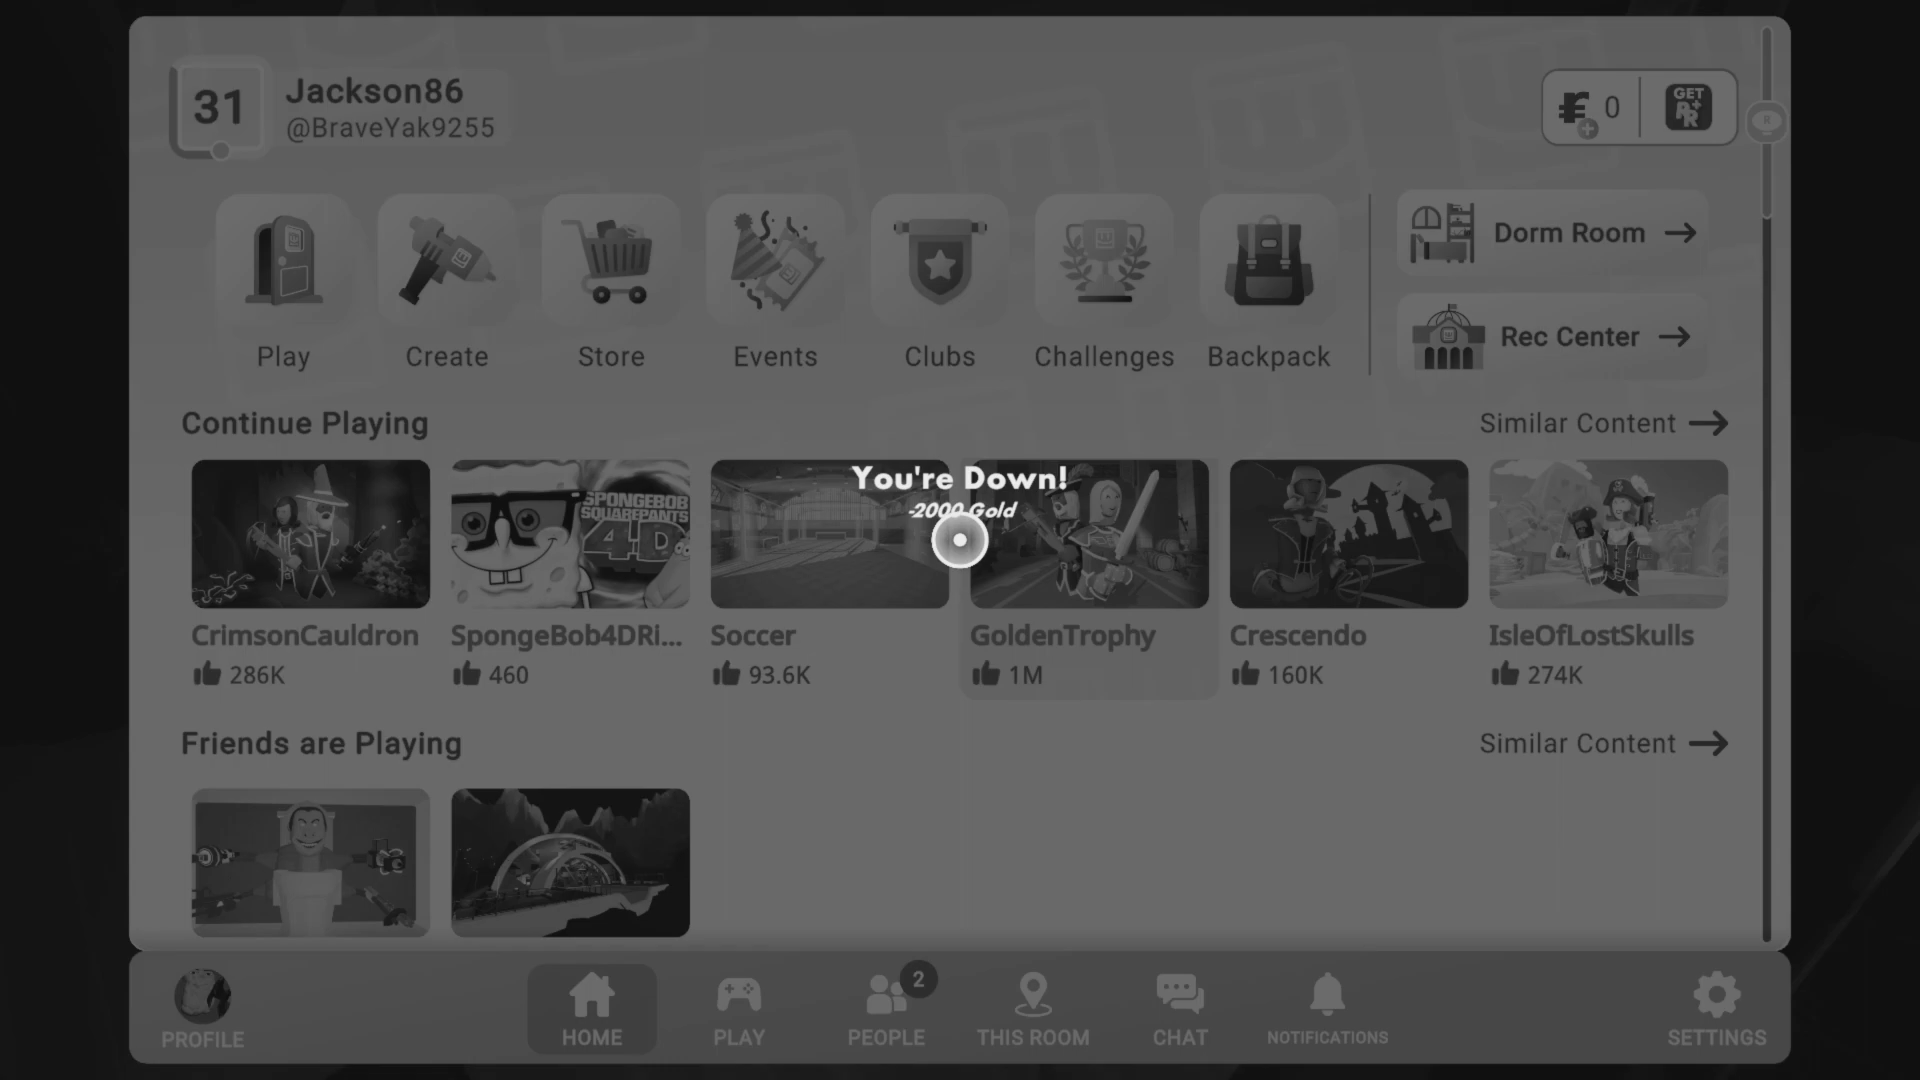 31
Jackson86
@BraveYak9255
0
GET
R+
R
Play
Create
Store
Events
Clubs
Challenges
Backpack
Dorm Room
Rec Center
Continue Playing
Similar Content
You're Down!
-2000 Gold
SPONGEBOB
SQUAREPANTS
4-D
CrimsonCauldron
SpongeBob4DRi...
Soccer
GoldenTrophy
Crescendo
IsleOfLostSkulls
286K
460
93.6K
1M
160K
274K
Friends are Playing
Similar Content
PROFILE
HOME
PLAY
2
PEOPLE
THIS ROOM
CHAT
NOTIFICATIONS
SETTINGS